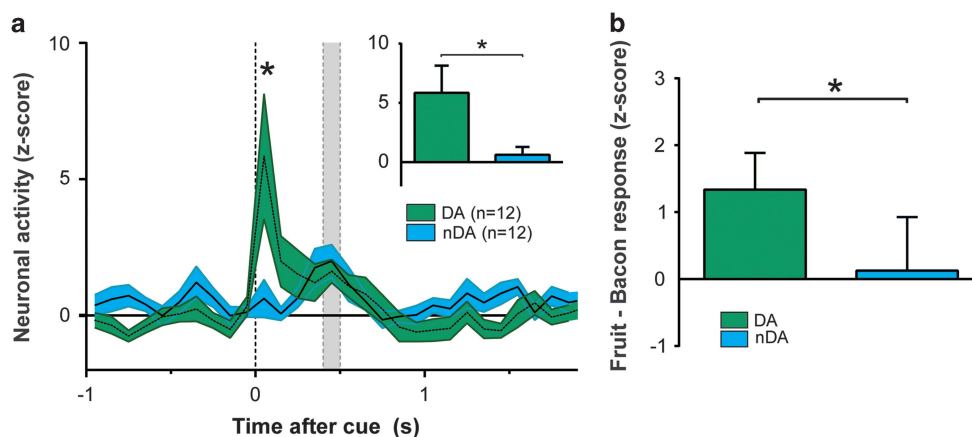 a
Neuronal activity (z-score)
10
5
0
-1
0
1
Time after cue (s)
*
10
5
0
*
DA (n=12)
nDA (n=12)
b
Fruit - Bacon response (z-score)
3
2
1
0
-1
*
DA
nDA